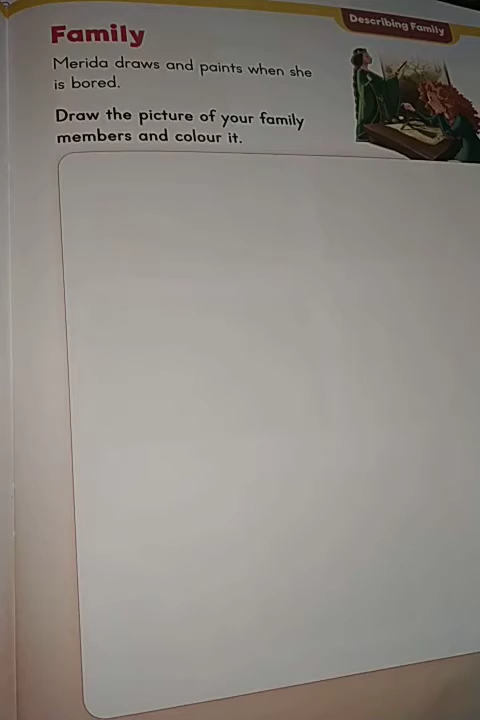 Describing Family
Family
Merida draws and paints when she
is bored.
Draw the picture of your family
members and colour it.